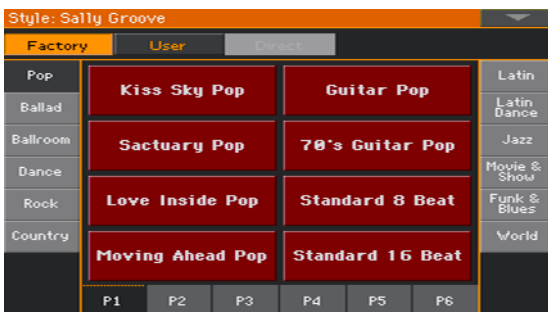 Style: Sally Groove
Factory User Direct
Pop
Ballad
Ballroom
Dance
Rock
Country
Kiss Sky Pop Guitar Pop
Sactuary Pop 70's Guitar Pop
Love Inside Pop Standard 8 Beat
Moving Ahead Pop Standard 16 Beat
Latin
Latin
Dance
Jazz
Movie &
Show
Funk &
Blues
World
P1 P2 P3 P4 P5 P6